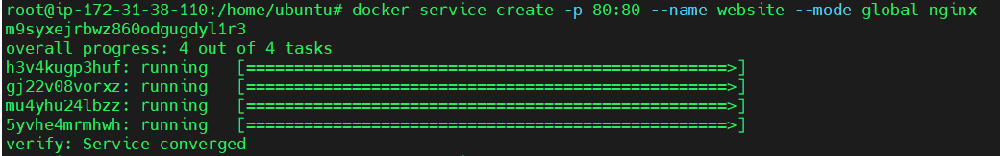 root@ip-172-31-38-110:/home/ubuntu# docker service create -p 80:80 --name website --mode global nginx
m9syxejrbwz860odgugdyl1r3
overall progress: 4 out of 4 tasks
h3v4kugp3huf: running   [==================================================>]
gj22v08vorxz: running   [==================================================>]
mu4yhu24lbzz: running   [==================================================>]
5yvhe4mrmhwh: running   [==================================================>]
verify: Service converged